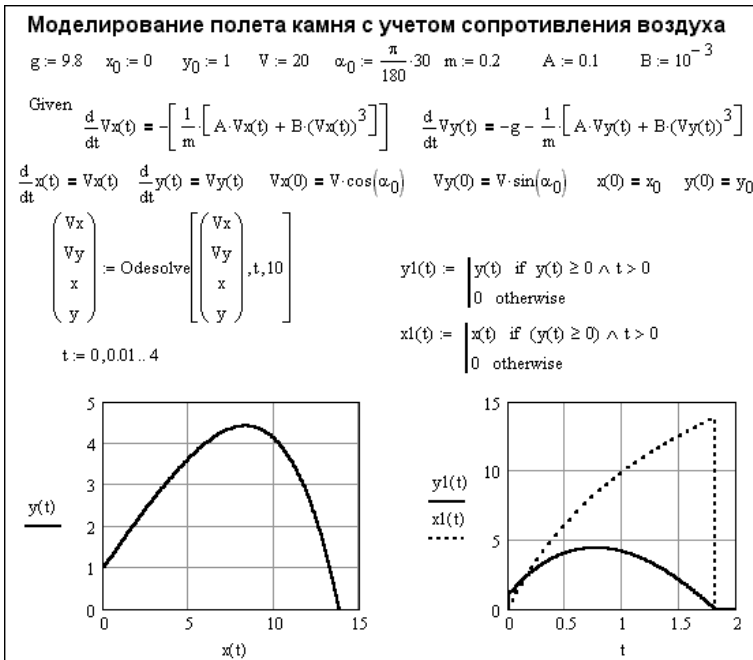 Моделирование полета камня с учетом сопротивления воздуха
g := 9.8 x₀ := 0 y₀ := 1 V := 20 α₀ := π/180·30 m := 0.2 A := 0.1 B := 10⁻³
Given
d/dt Vx(t) = -[1/m·[A·Vx(t) + B·(Vx(t))³]] d/dt Vy(t) = -g - 1/m·[A·Vy(t) + B·(Vy(t))³]
d/dt x(t) = Vx(t) d/dt y(t) = Vy(t) Vx(0) = V·cos(α₀) Vy(0) = V·sin(α₀) x(0) = x₀ y(0) = y₀
(Vx Vy x y) := Odesolve[(Vx Vy x y), t, 10]
y1(t) := | y(t) if y(t) ≥ 0 ∧ t > 0
0 otherwise
x1(t) := | x(t) if (y(t) ≥ 0) ∧ t > 0
0 otherwise
t := 0, 0.01 .. 4
5
4
3
2
1
0
y(t)
0 5 10 15
x(t)
15
10
5
0
y1(t)
x1(t)
0 0.5 1 1.5 2
t